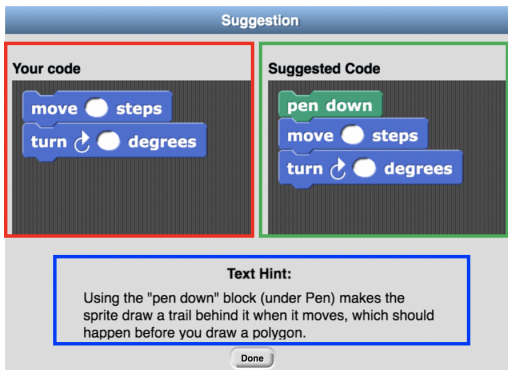 Suggestion
Your code
move steps
turn degrees
Suggested Code
pen down
move steps
turn degrees
Text Hint:
Using the "pen down" block (under Pen) makes the
sprite draw a trail behind it when it moves, which should
happen before you draw a polygon.
Done